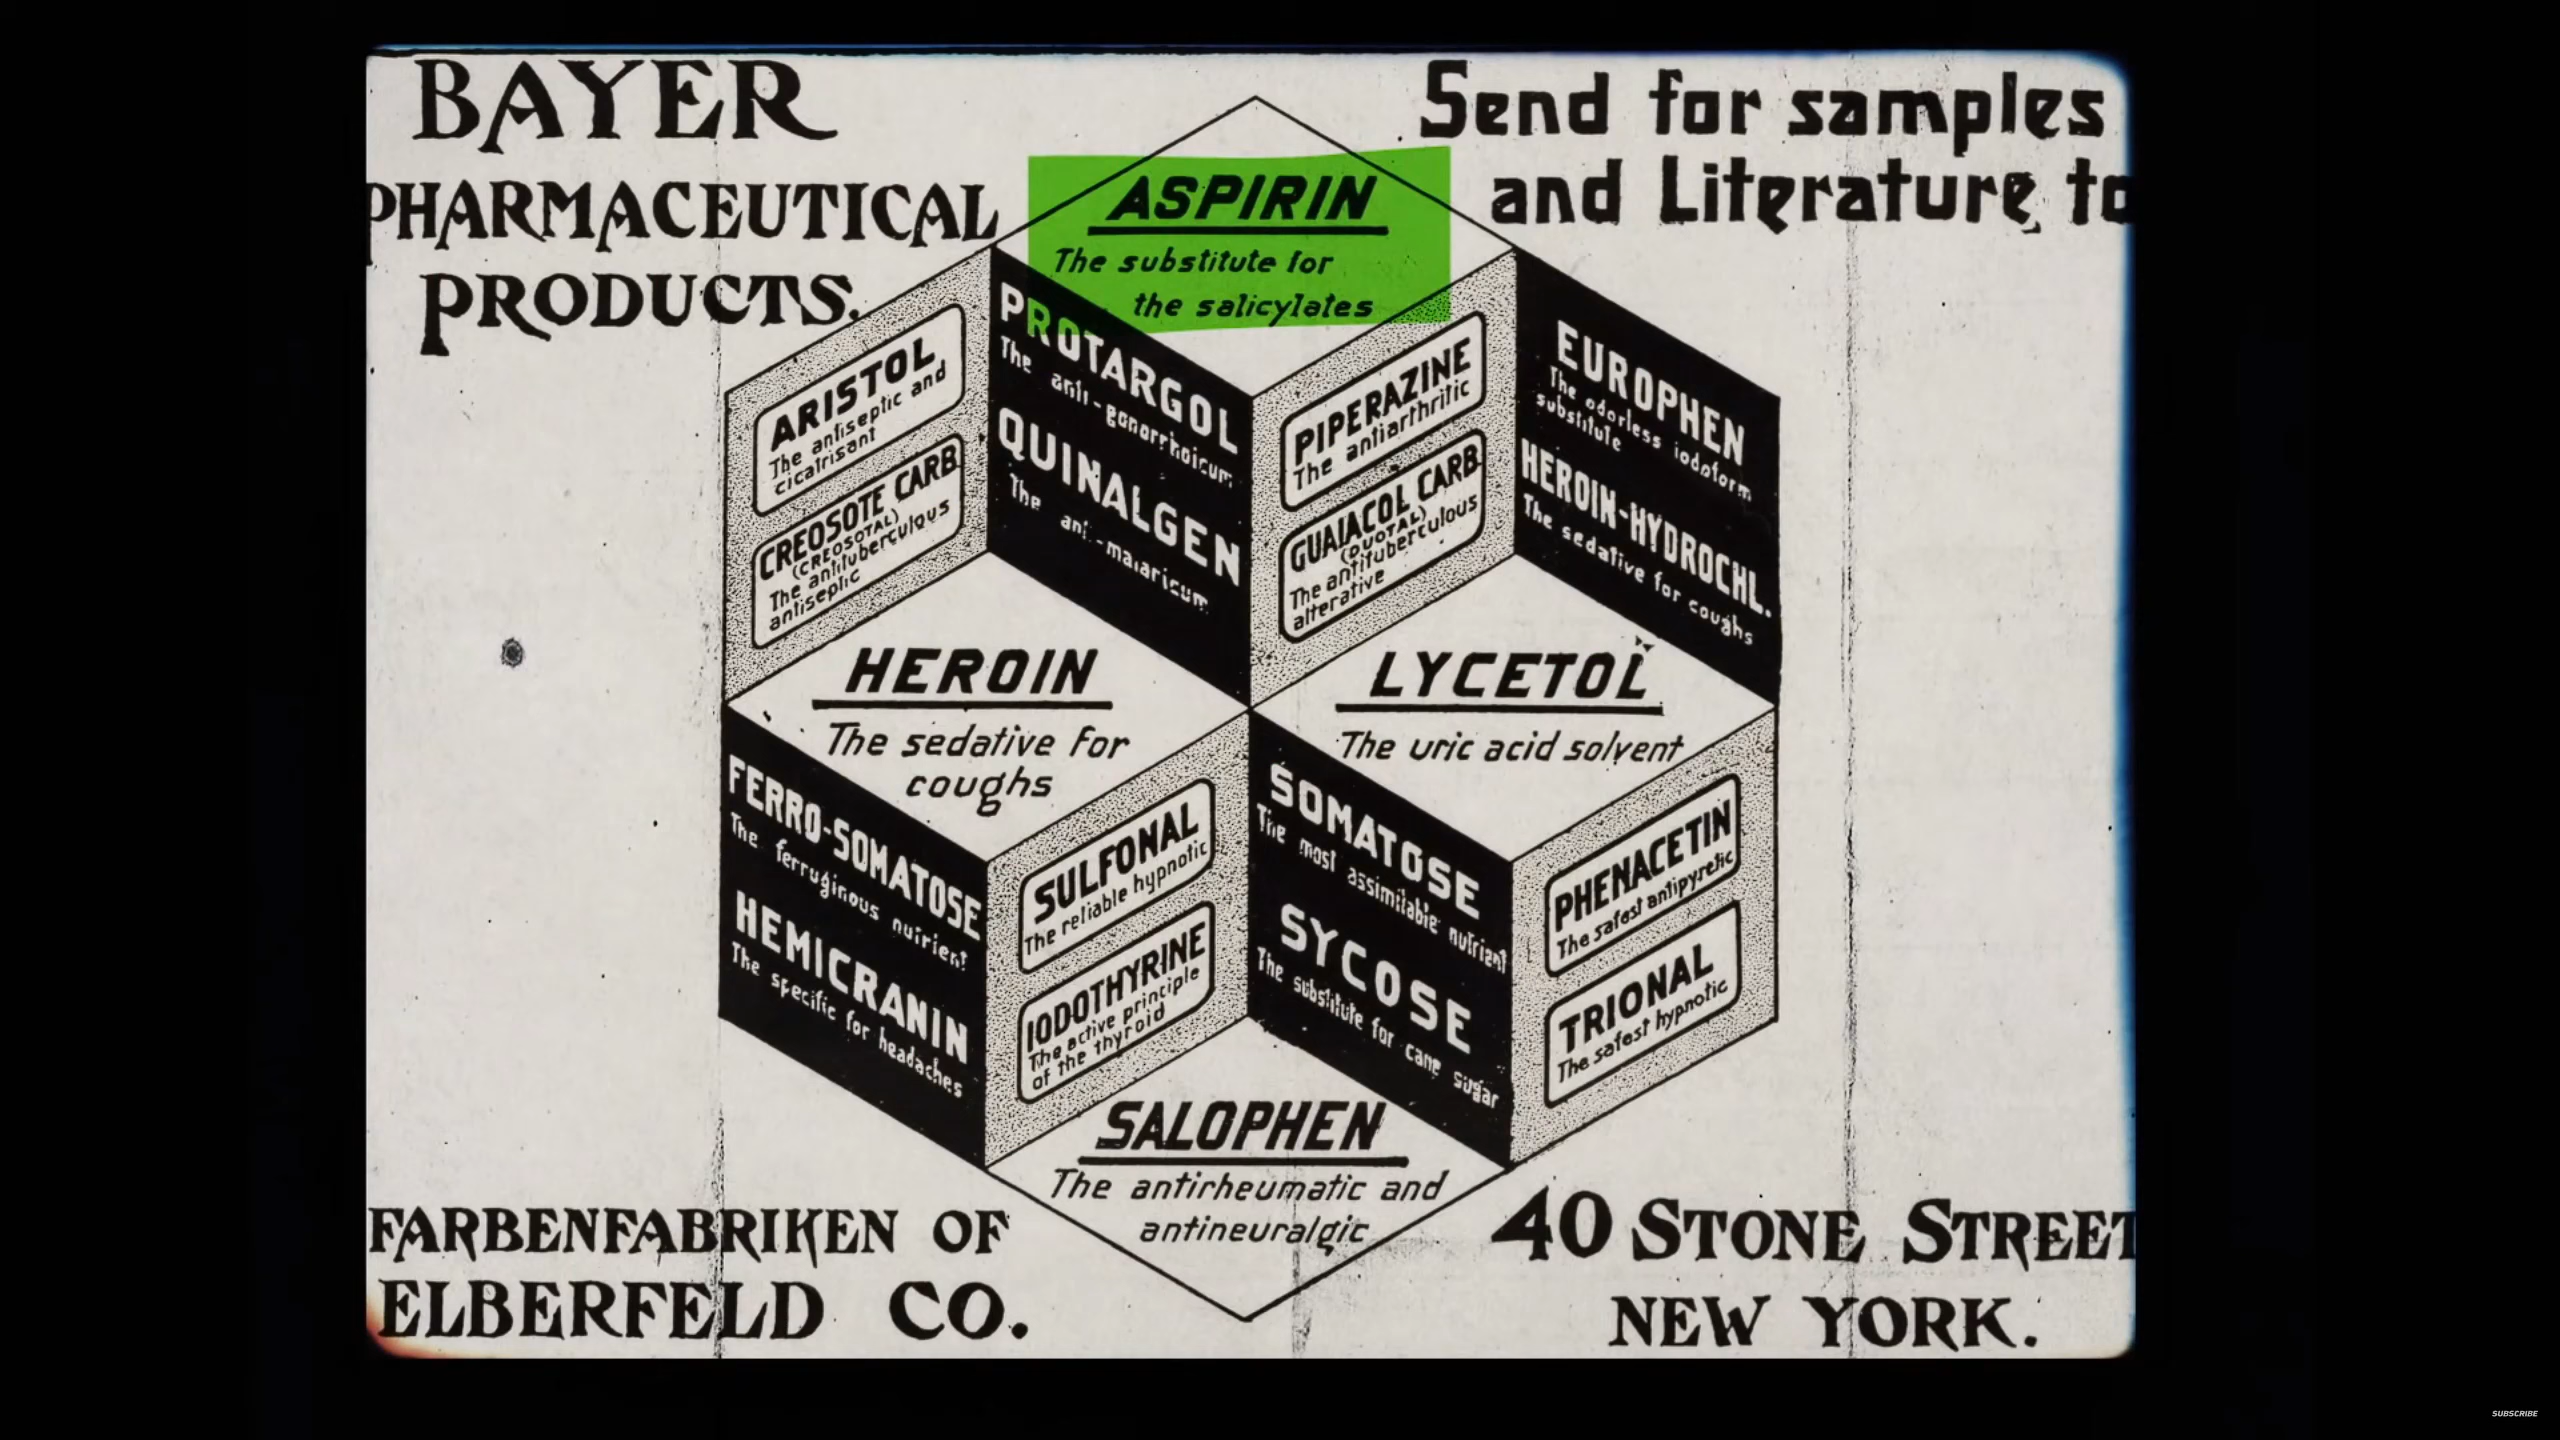 BAYER
PHARMACEUTICAL
PRODUCTS.
Send for samples
and Literature to
ASPIRIN
The substitute for
the salicylates
ARISTOL
The antiseptic and
cicatrisant
CREOSOTE CARB.
(CREOSOTAL)
The antituberculous
antiseptic
PROTARGOL
The anti-gonorrhoicum
QUINALGEN
The anti-malaricum
PIPERAZINE
The antiarthritic
GUAIACOL CARB.
(DUOTAL)
The antituberculous
alterative
EUROPHEN
The odorless iodoform
substitute
HEROIN-HYDROCHL.
The sedative for coughs
HEROIN
The sedative for
coughs
LYCETOL
The uric acid solvent
FERRO-SOMATOSE
The ferruginous nutrient
HEMICRANIN
The specific for headaches
SULFONAL
The reliable hypnotic
IODOTHYRINE
The active principle
of the thyroid
SOMATOSE
The most assimilable nutrient
SYCOSE
The substitute for cane sugar
PHENACETIN
The safest antipyretic
TRIONAL
The safest hypnotic
SALOPHEN
The antirheumatic and
antineuralgic
FARBENFABRIKEN OF
ELBERFELD CO.
40 STONE STREET
NEW YORK.
SUBSCRIBE